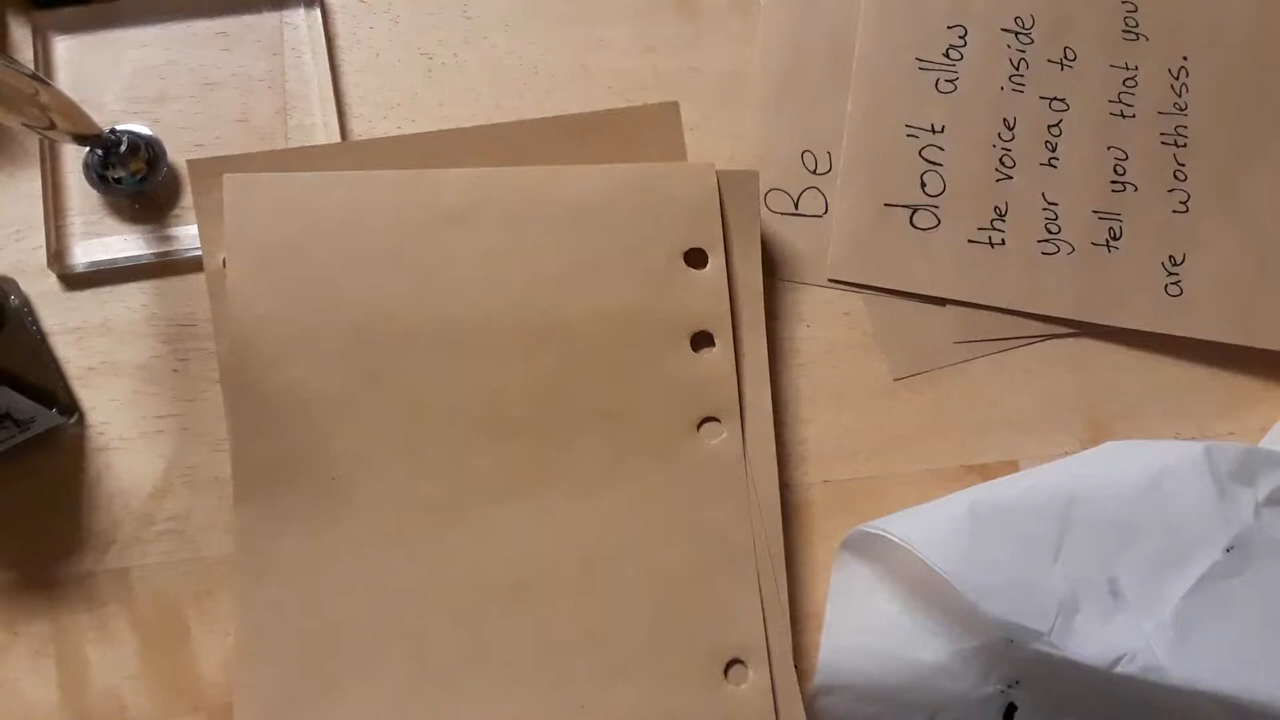 Be
don't allow
the voice inside
your head to
tell you that you
are worthless.